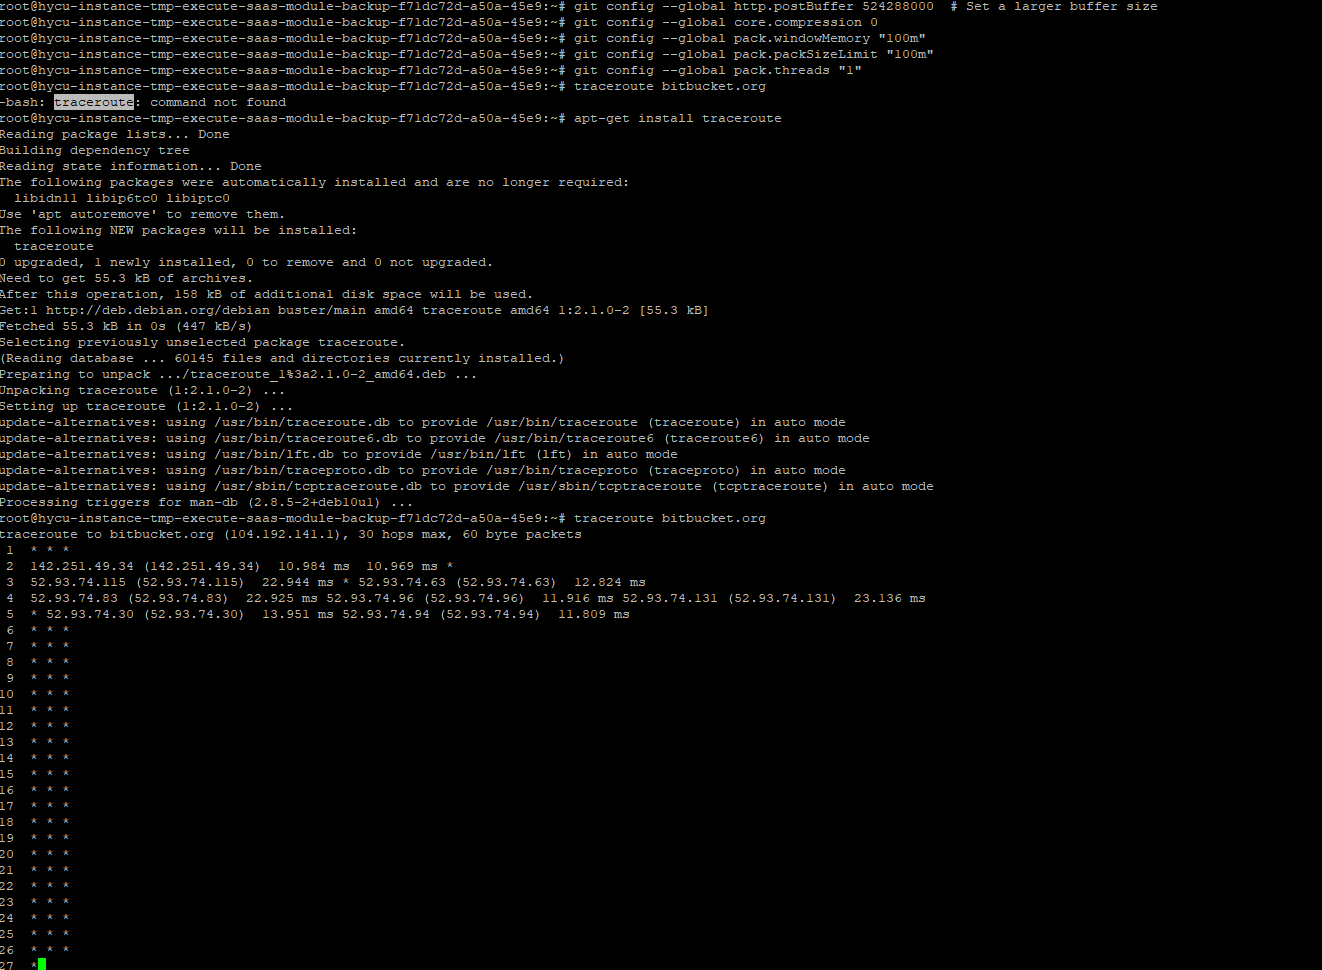 root@hycu-instance-tmp-execute-saas-module-backup-f71dc72d-a50a-45e9:~# git config --global http.postBuffer 524288000  # Set a larger buffer size
root@hycu-instance-tmp-execute-saas-module-backup-f71dc72d-a50a-45e9:~# git config --global core.compression 0
root@hycu-instance-tmp-execute-saas-module-backup-f71dc72d-a50a-45e9:~# git config --global pack.windowMemory "100m"
root@hycu-instance-tmp-execute-saas-module-backup-f71dc72d-a50a-45e9:~# git config --global pack.packSizeLimit "100m"
root@hycu-instance-tmp-execute-saas-module-backup-f71dc72d-a50a-45e9:~# git config --global pack.threads "1"
root@hycu-instance-tmp-execute-saas-module-backup-f71dc72d-a50a-45e9:~# traceroute bitbucket.org
-bash: traceroute: command not found
root@hycu-instance-tmp-execute-saas-module-backup-f71dc72d-a50a-45e9:~# apt-get install traceroute
Reading package lists... Done
Building dependency tree
Reading state information... Done
The following packages were automatically installed and are no longer required:
  libidn11 libip6tc0 libiptc0
Use 'apt autoremove' to remove them.
The following NEW packages will be installed:
  traceroute
0 upgraded, 1 newly installed, 0 to remove and 0 not upgraded.
Need to get 55.3 kB of archives.
After this operation, 158 kB of additional disk space will be used.
Get:1 http://deb.debian.org/debian buster/main amd64 traceroute amd64 1:2.1.0-2 [55.3 kB]
Fetched 55.3 kB in 0s (447 kB/s)
Selecting previously unselected package traceroute.
(Reading database ... 60145 files and directories currently installed.)
Preparing to unpack .../traceroute_1%3a2.1.0-2_amd64.deb ...
Unpacking traceroute (1:2.1.0-2) ...
Setting up traceroute (1:2.1.0-2) ...
update-alternatives: using /usr/bin/traceroute.db to provide /usr/bin/traceroute (traceroute) in auto mode
update-alternatives: using /usr/bin/traceroute6.db to provide /usr/bin/traceroute6 (traceroute6) in auto mode
update-alternatives: using /usr/bin/lft.db to provide /usr/bin/lft (lft) in auto mode
update-alternatives: using /usr/bin/traceproto.db to provide /usr/bin/traceproto (traceproto) in auto mode
update-alternatives: using /usr/sbin/tcptraceroute.db to provide /usr/sbin/tcptraceroute (tcptraceroute) in auto mode
Processing triggers for man-db (2.8.5-2+deb10u1) ...
root@hycu-instance-tmp-execute-saas-module-backup-f71dc72d-a50a-45e9:~# traceroute bitbucket.org
traceroute to bitbucket.org (104.192.141.1), 30 hops max, 60 byte packets
 1  * * *
 2  142.251.49.34 (142.251.49.34)  10.984 ms  10.969 ms *
 3  52.93.74.115 (52.93.74.115)  22.944 ms * 52.93.74.63 (52.93.74.63)  12.824 ms
 4  52.93.74.83 (52.93.74.83)  22.925 ms 52.93.74.96 (52.93.74.96)  11.916 ms 52.93.74.131 (52.93.74.131)  23.136 ms
 5  * 52.93.74.30 (52.93.74.30)  13.951 ms 52.93.74.94 (52.93.74.94)  11.809 ms
 6  * * *
 7  * * *
 8  * * *
 9  * * *
10  * * *
11  * * *
12  * * *
13  * * *
14  * * *
15  * * *
16  * * *
17  * * *
18  * * *
19  * * *
20  * * *
21  * * *
22  * * *
23  * * *
24  * * *
25  * * *
26  * * *
27  *